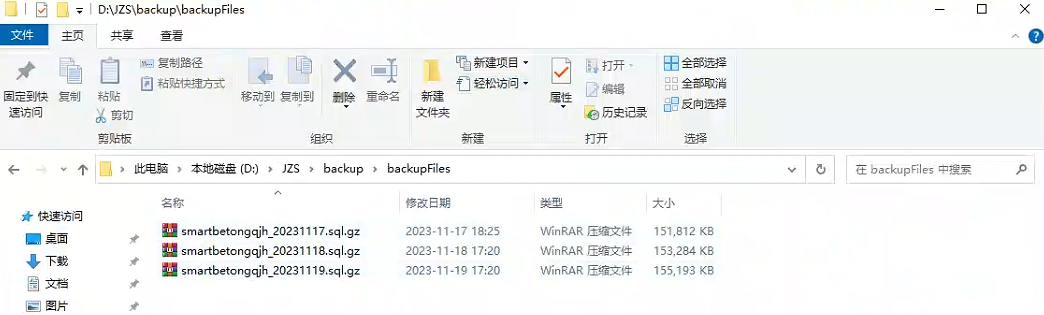 D:\JZS\backup\backupFiles
文件 主页 共享 查看
固定到快速访问
复制
粘贴
复制路径
粘贴快捷方式
剪切
剪贴板
移动到
复制到
删除
重命名
组织
新建文件夹
新建项目
轻松访问
新建
属性
打开
编辑
历史记录
打开
全部选择
全部取消
反向选择
选择
此电脑 本地磁盘 (D:) JZS backup backupFiles
在 backupFiles 中搜索
快速访问
桌面
下载
文档
图片
名称 修改日期 类型 大小
smartbetongqjh_20231117.sql.gz 2023-11-17 18:25 WinRAR 压缩文件 151,812 KB
smartbetongqjh_20231118.sql.gz 2023-11-18 17:20 WinRAR 压缩文件 153,284 KB
smartbetongqjh_20231119.sql.gz 2023-11-19 17:20 WinRAR 压缩文件 155,193 KB